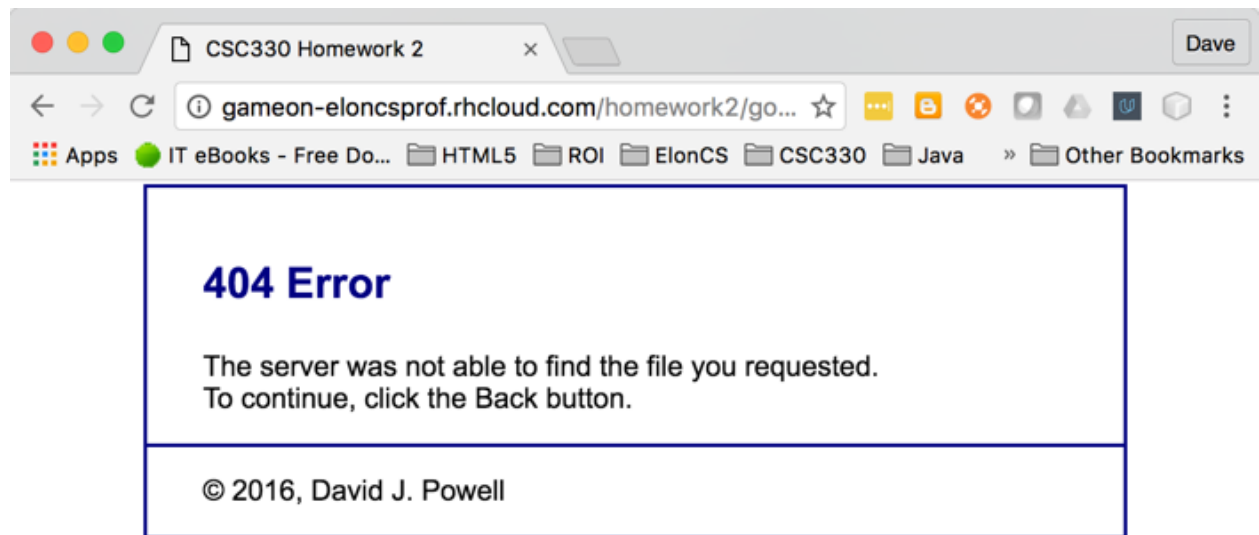 CSC330 Homework 2
Dave
gameon-eloncsprof.rhcloud.com/homework2/go...
Apps IT eBooks - Free Do... HTML5 ROI ElonCS CSC330 Java » Other Bookmarks
404 Error
The server was not able to find the file you requested.
To continue, click the Back button.
© 2016, David J. Powell